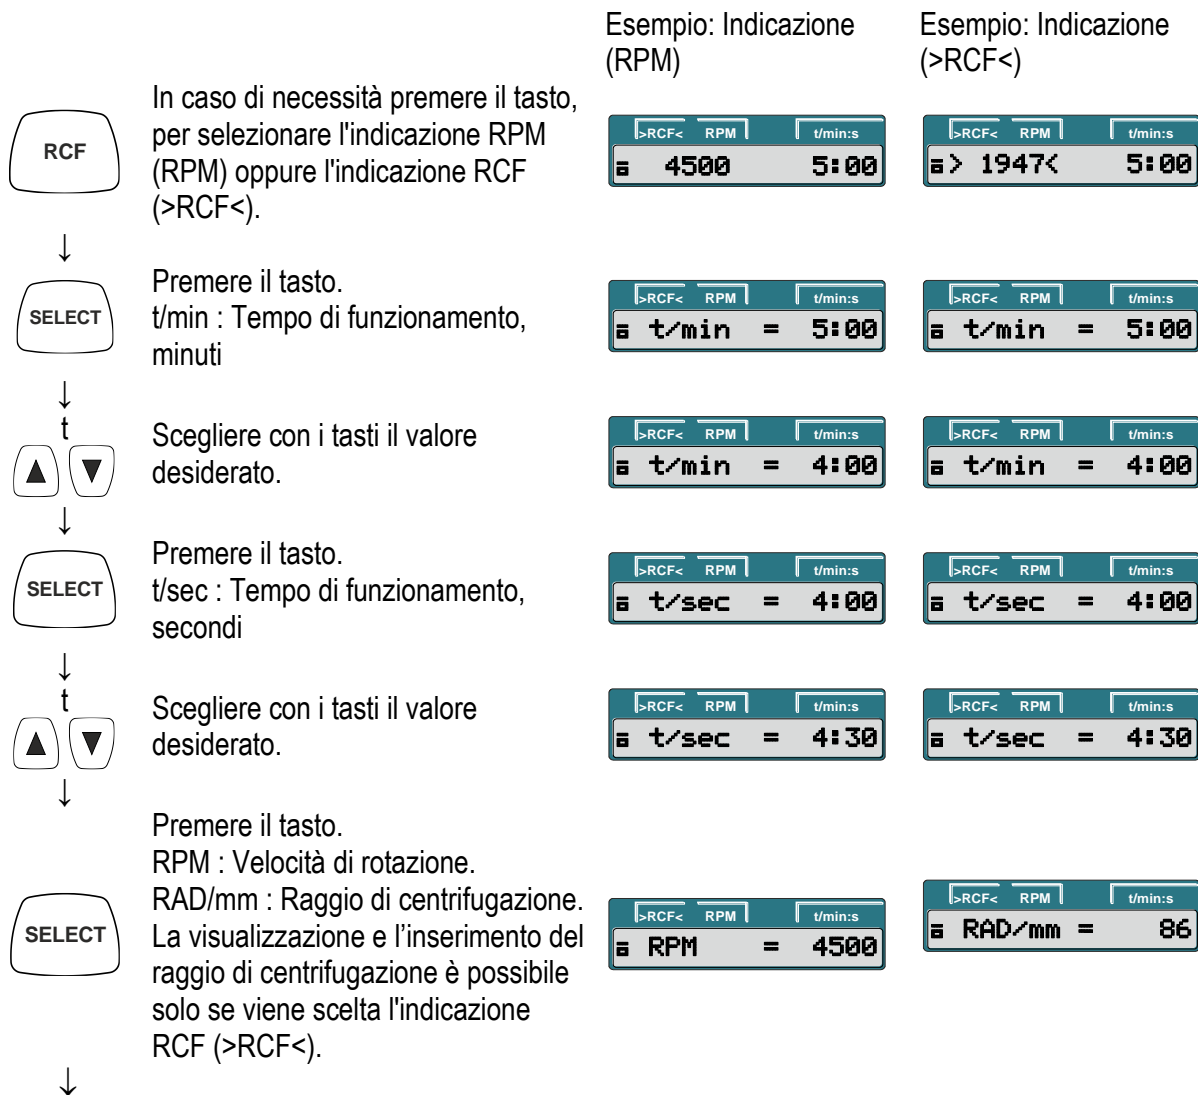 Esempio: Indicazione
(RPM)
Esempio: Indicazione
(>RCF<)
RCF
In caso di necessità premere il tasto,
per selezionare l'indicazione RPM
(RPM) oppure l'indicazione RCF
(>RCF<).
>RCF< RPM t/min:s
4500 5:00
>RCF< RPM t/min:s
> 1947< 5:00
↓
SELECT
Premere il tasto.
t/min : Tempo di funzionamento,
minuti
>RCF< RPM t/min:s
t/min = 5:00
>RCF< RPM t/min:s
t/min = 5:00
↓
t
▲ ▼
Scegliere con i tasti il valore
desiderato.
>RCF< RPM t/min:s
t/min = 4:00
>RCF< RPM t/min:s
t/min = 4:00
↓
SELECT
Premere il tasto.
t/sec : Tempo di funzionamento,
secondi
>RCF< RPM t/min:s
t/sec = 4:00
>RCF< RPM t/min:s
t/sec = 4:00
↓
t
▲ ▼
Scegliere con i tasti il valore
desiderato.
>RCF< RPM t/min:s
t/sec = 4:30
>RCF< RPM t/min:s
t/sec = 4:30
↓
SELECT
Premere il tasto.
RPM : Velocità di rotazione.
RAD/mm : Raggio di centrifugazione.
La visualizzazione e l’inserimento del
raggio di centrifugazione è possibile
solo se viene scelta l'indicazione
RCF (>RCF<).
>RCF< RPM t/min:s
RPM = 4500
>RCF< RPM t/min:s
RAD/mm = 86
↓